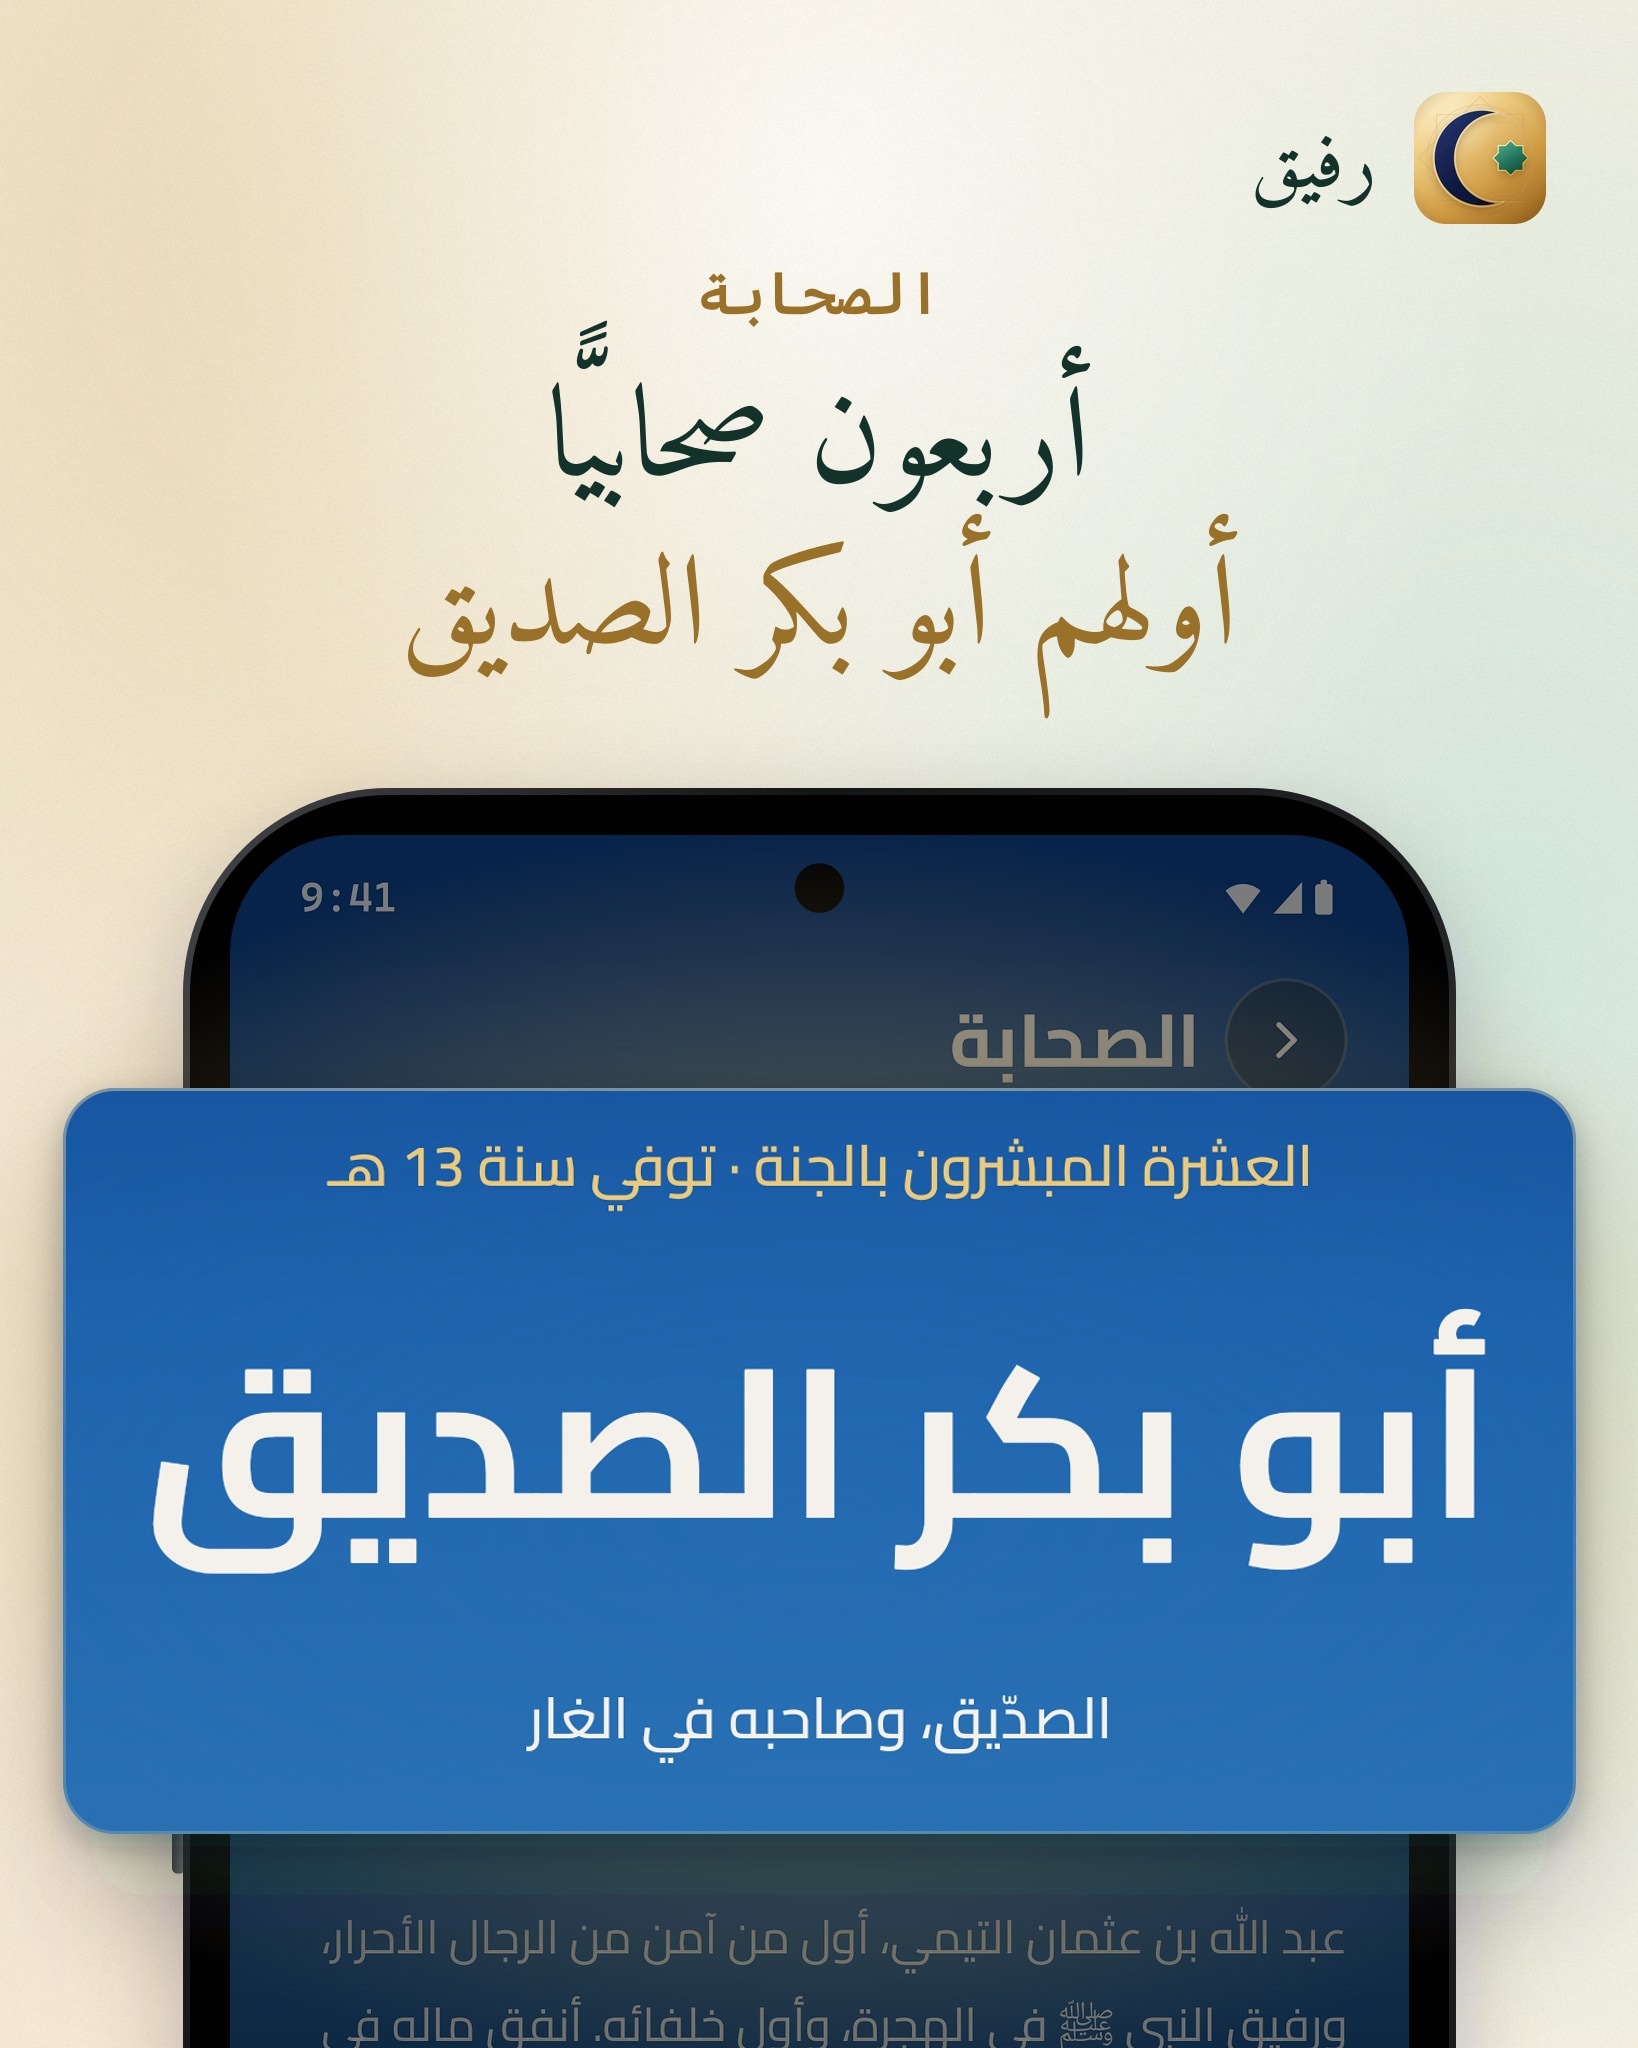 رفيق
الصحابة
أربعون صحابيًّا
أولهم أبو بكر الصديق
9:41
الصحابة
العشرة المبشرون بالجنة · توفي سنة 13 هـ
أبو بكر الصديق
الصدّيق، وصاحبه في الغار
عبد الله بن عثمان التيمي، أول من آمن من الرجال الأحرار،
ورفيق النبي ﷺ في الهجرة، وأول خلفائه. أنفق ماله في